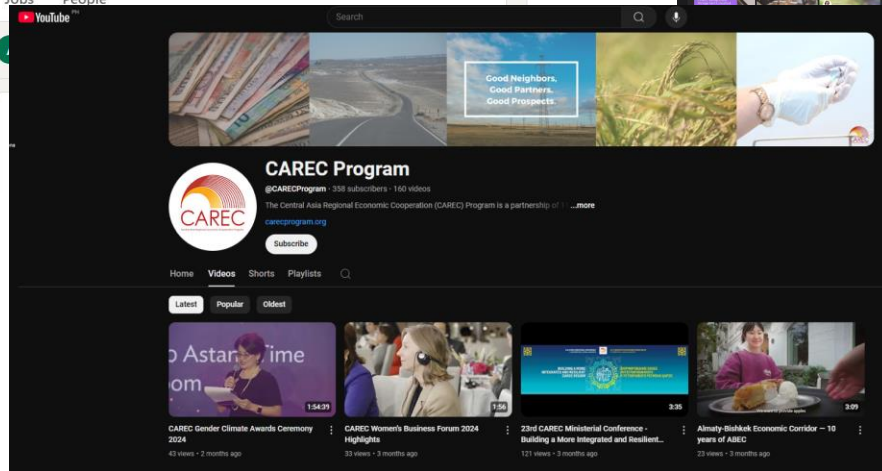 Jobs People
YouTube PH
Search
Good Neighbors.
Good Partners.
Good Prospects.
CAREC
CAREC Program
@CARECProgram · 358 subscribers · 160 videos
The Central Asia Regional Economic Cooperation (CAREC) Program is a partnership of ...more
carecprogram.org
Subscribe
Home Videos Shorts Playlists
Latest Popular Oldest
o Astana Time
oom
1:54:39
1:56
3:35
3:09
CAREC Gender Climate Awards Ceremony
2024
43 views • 2 months ago
CAREC Women's Business Forum 2024
Highlights
33 views • 3 months ago
23rd CAREC Ministerial Conference -
Building a More Integrated and Resilient...
121 views • 3 months ago
Almaty-Bishkek Economic Corridor — 10
years of ABEC
23 views • 3 months ago